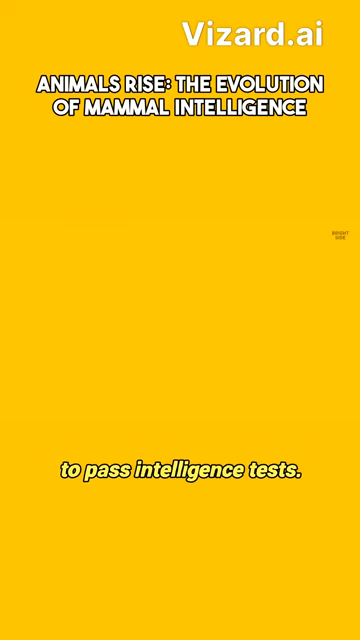 Vizard.ai
ANIMALS RISE: THE EVOLUTION
OF MAMMAL INTELLIGENCE
BRIGHT
SIDE
to pass intelligence tests.